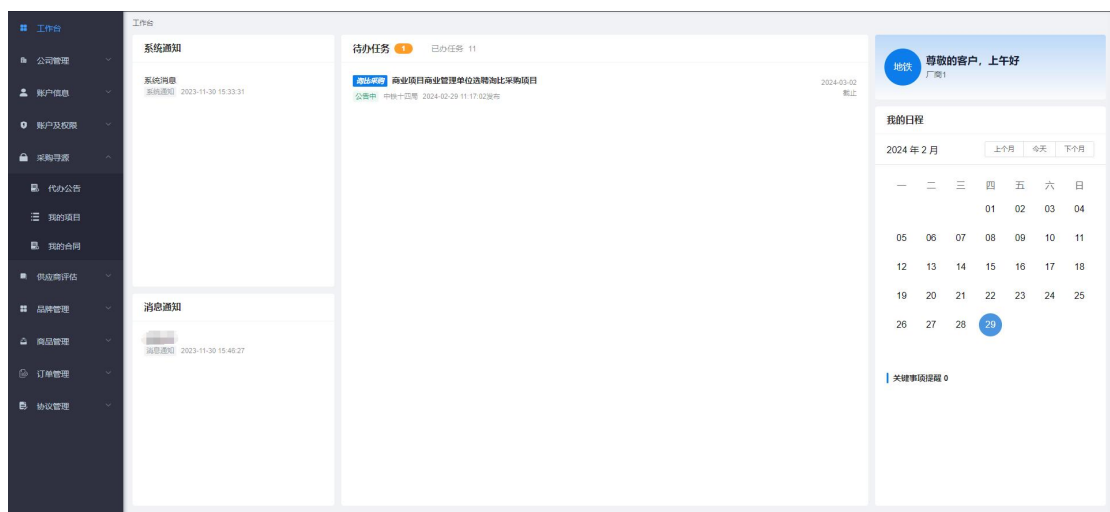 工作台
公司管理
账户信息
账户及权限
采购寻源
代办公告
我的项目
我的合同
供应商评估
品牌管理
商品管理
订单管理
协议管理
工作台
系统通知
系统消息
系统通知 2023-11-30 15:33:31
消息通知
消息通知 2023-11-30 15:46:27
待办任务 1 已办任务 11
询比采购 商业项目商业管理单位选聘询比采购项目 2024-03-02
公告中 中铁十四局 2024-02-29 11:17:02发布 截止
地铁 尊敬的客户，上午好
厂商1
我的日程
2024 年 2 月 上个月 今天 下个月
一 二 三 四 五 六 日
01 02 03 04
05 06 07 08 09 10 11
12 13 14 15 16 17 18
19 20 21 22 23 24 25
26 27 28 29
关键事项提醒 0